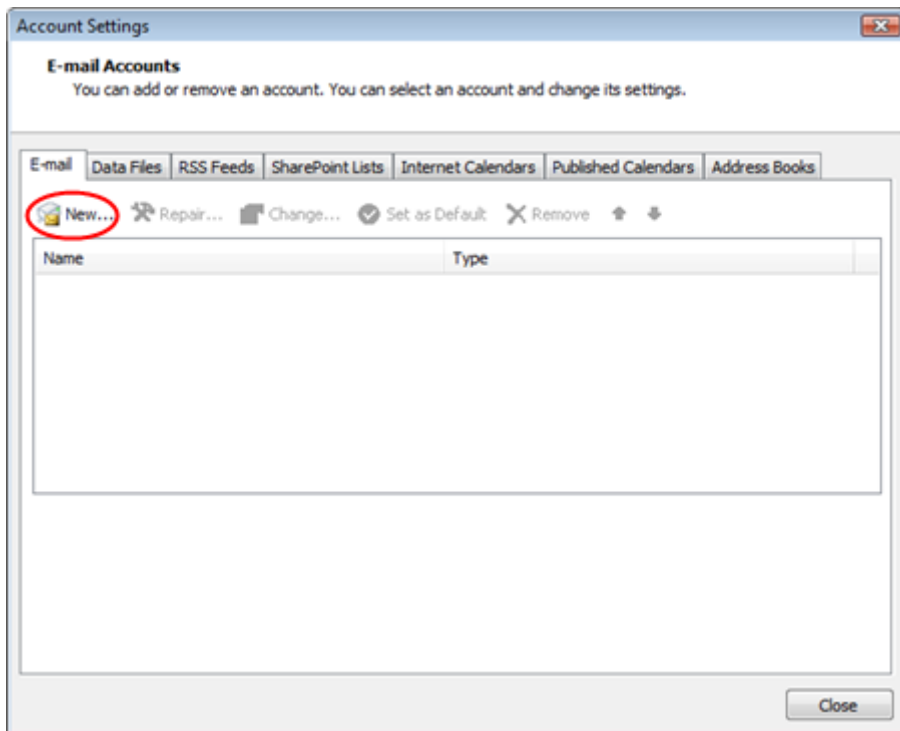 Account Settings
E-mail Accounts
You can add or remove an account. You can select an account and change its settings.
E-mail Data Files RSS Feeds SharePoint Lists Internet Calendars Published Calendars Address Books
New... Repair... Change... Set as Default Remove
Name Type
Close